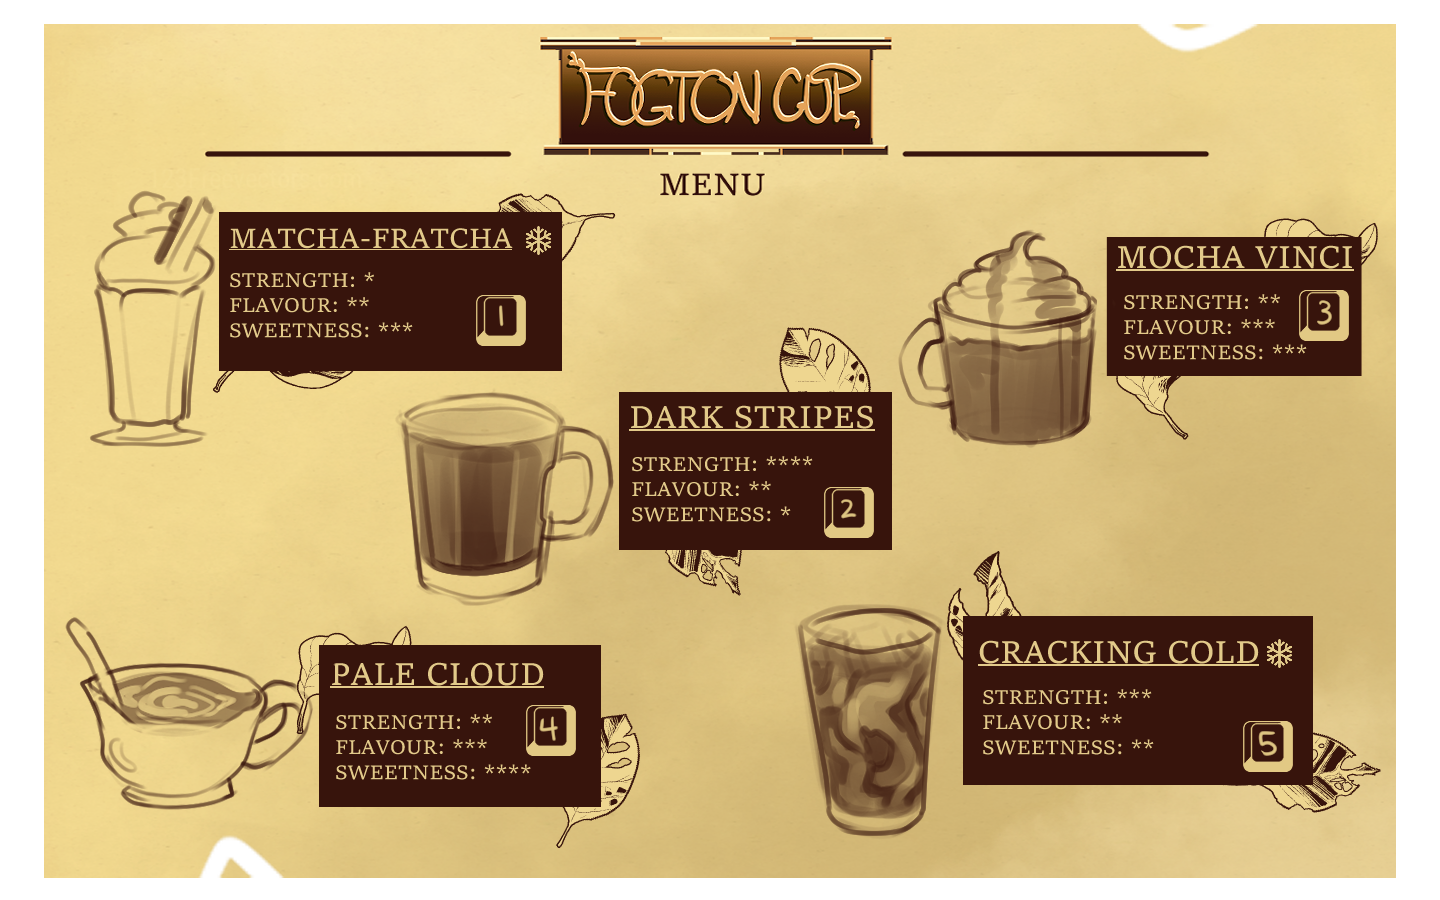 FOGTON CUP
MENU
MATCHA-FRATCHA
STRENGTH: *
FLAVOUR: **
SWEETNESS: ***
1
DARK STRIPES
STRENGTH: ****
FLAVOUR: **
SWEETNESS: *
2
MOCHA VINCI
STRENGTH: **
FLAVOUR: ***
SWEETNESS: ***
3
PALE CLOUD
STRENGTH: **
FLAVOUR: ***
SWEETNESS: ****
4
CRACKING COLD
STRENGTH: ***
FLAVOUR: **
SWEETNESS: **
5